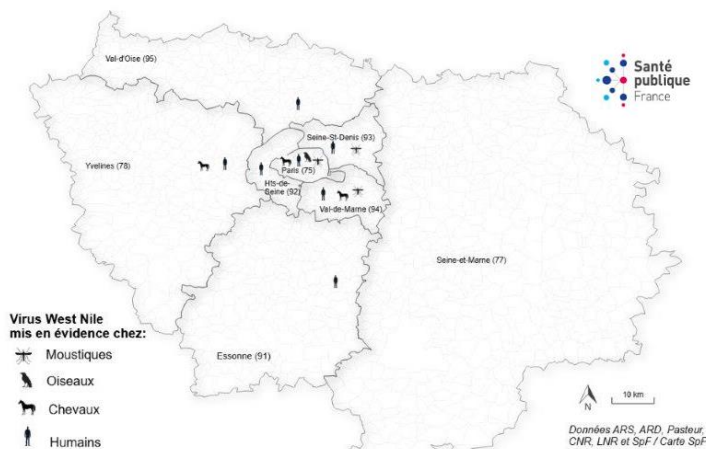 Val-d'Oise (95)
Santé
publique
France
Seine-St-Denis (93)
Yvelines (78)
Paris (75)
Hts-de-
Seine (92)
Val-de-Marne (94)
Seine-et-Marne (77)
Virus West Nile
mis en évidence chez:
Moustiques
Essonne (91)
Oiseaux
Chevaux
N
10 km
Humains
Données ARS, ARD, Pasteur,
CNR, LNR et SpF / Carte SpF